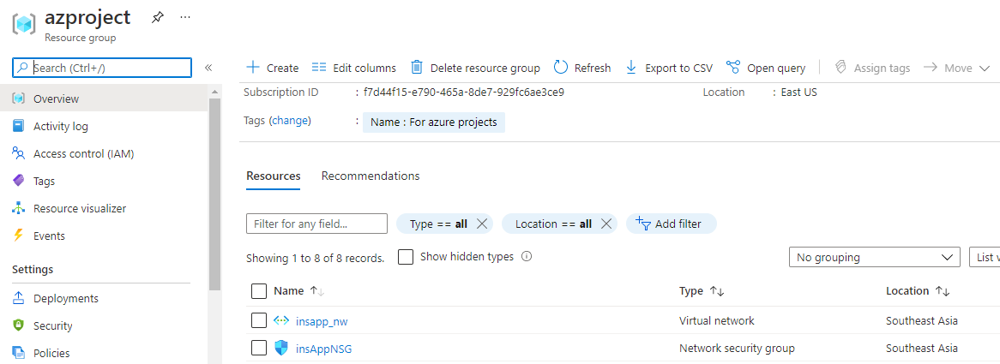 azproject
Resource group
Search (Ctrl+/)
Overview
Activity log
Access control (IAM)
Tags
Resource visualizer
Events
Settings
Deployments
Security
Policies
Create Edit columns Delete resource group Refresh Export to CSV Open query Assign tags Move
Subscription ID : f7d44f15-e790-465a-8de7-929fc6ae3ce9 Location : East US
Tags (change) : Name : For azure projects
Resources Recommendations
Filter for any field... Type == all Location == all Add filter
Showing 1 to 8 of 8 records. Show hidden types
No grouping List
Name Type Location
insapp_nw Virtual network Southeast Asia
insAppNSG Network security group Southeast Asia